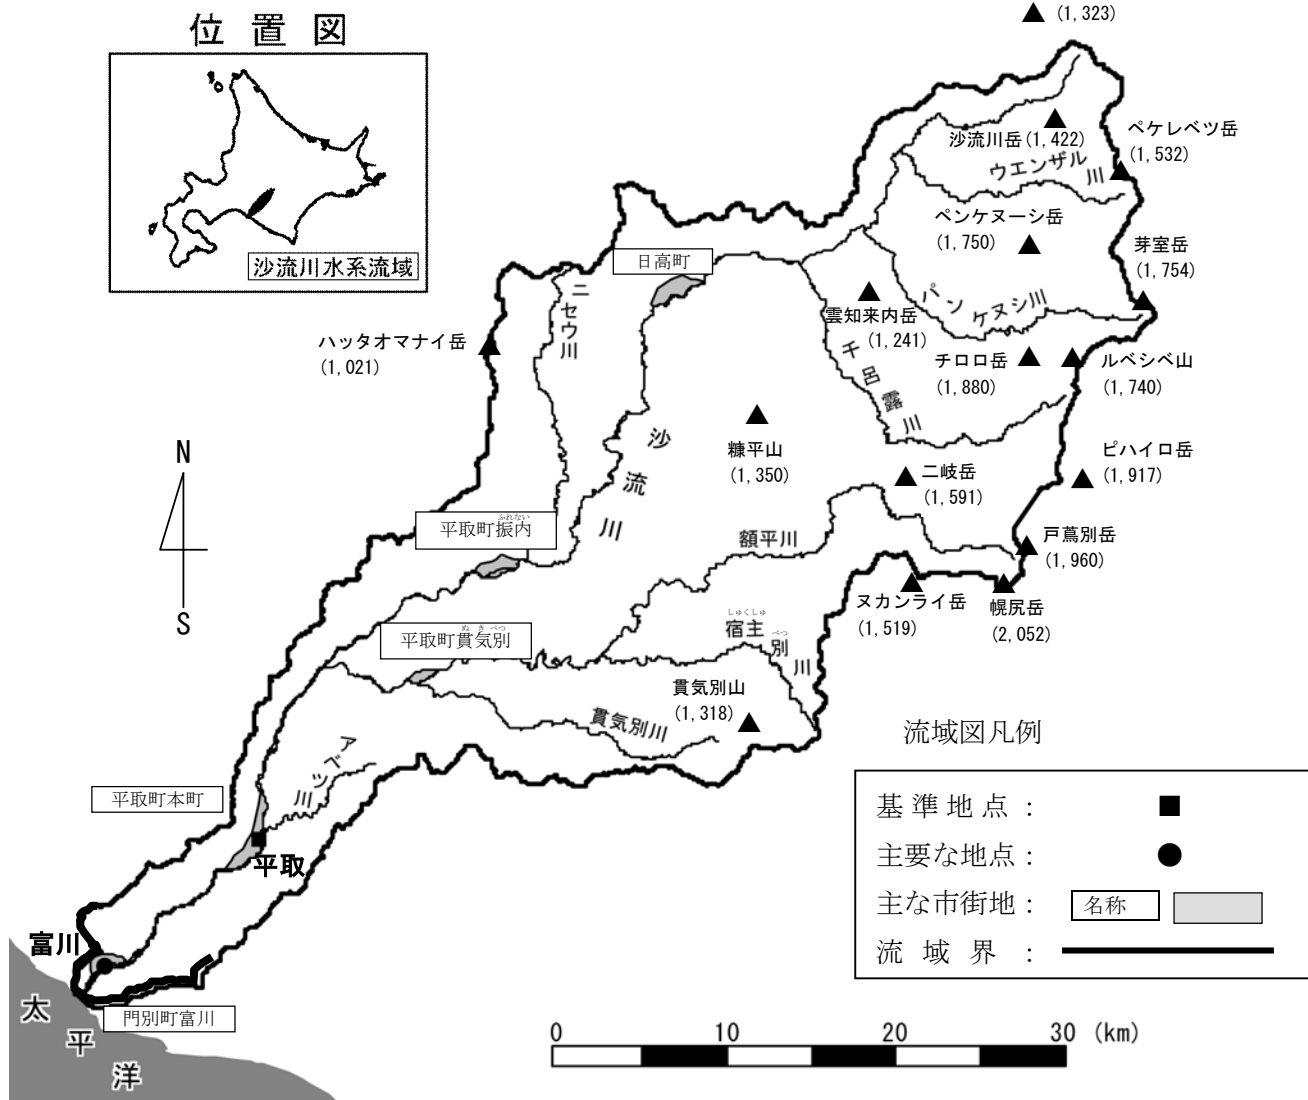 位置図
沙流川水系流域
(1,323)
沙流川岳(1,422)
ペケレベツ岳
(1,532)
ウエンザル川
ペンケヌーシ岳
(1,750)
芽室岳
(1,754)
日高町
ニセウ川
パンケヌシ川
雲知来内岳
(1,241)
ハッタオマナイ岳
(1,021)
千呂露川
チロロ岳
(1,880)
ルベシベ山
(1,740)
沙流川
糠平山
(1,350)
二岐岳
(1,591)
ピハイロ岳
(1,917)
N
S
ふれない
平取町振内
額平川
戸蔦別岳
(1,960)
ヌカンライ岳
(1,519)
幌尻岳
(2,052)
しゅくしゅ べつ
宿主別川
ぬきべつ
平取町貫気別
貫気別山
(1,318)
貫気別川
アベツ川
平取町本町
平取
富川
門別町富川
太平洋
流域図凡例
基準地点:
主要な地点:
主な市街地: 名称
流域界:
0 10 20 30 (km)